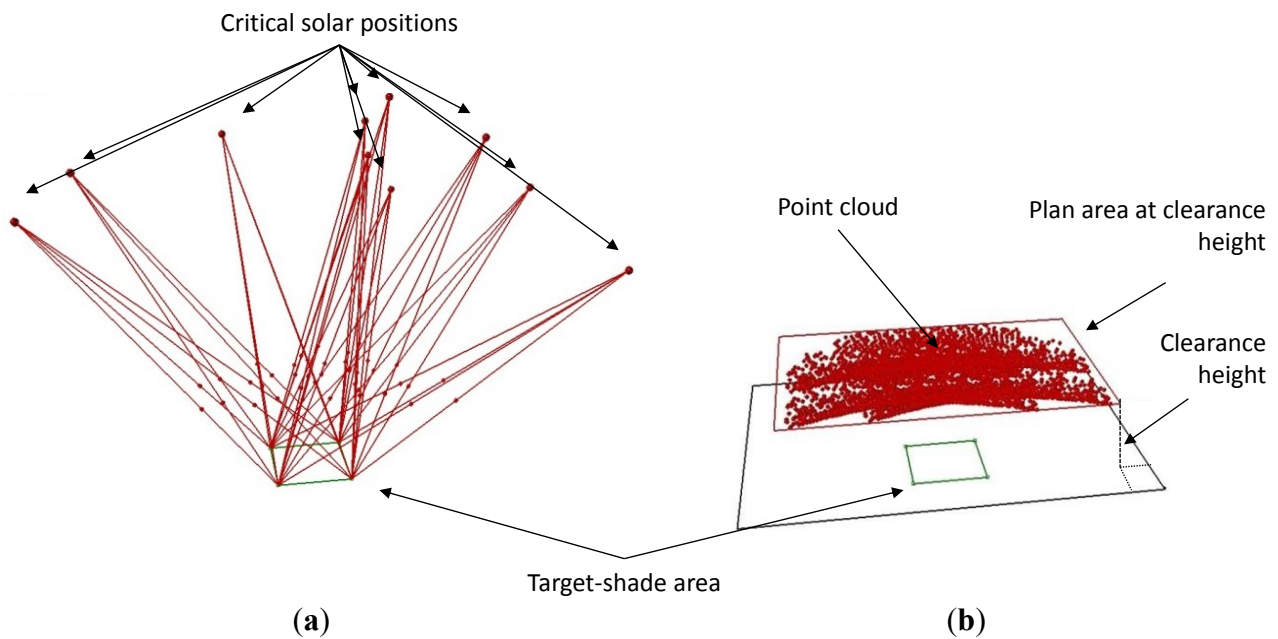 Critical solar positions
Point cloud
Plan area at clearance
height
Clearance
height
Target-shade area
(a)
(b)